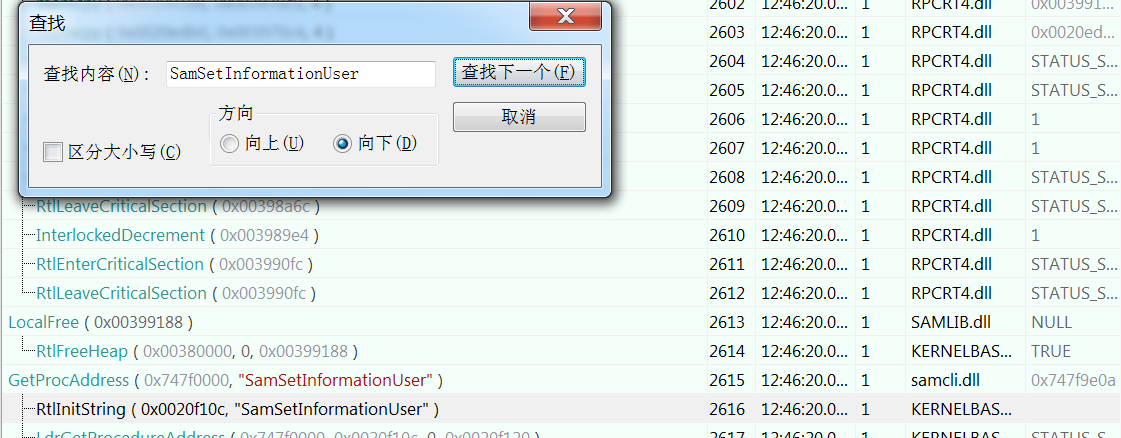 2602 12:46:20.0... 1 RPCRT4.dll 0x003991...
查找
2603 12:46:20.0... 1 RPCRT4.dll 0x0020ed...
2604 12:46:20.0... 1 RPCRT4.dll STATUS_S...
查找内容(N): SamSetInformationUser 查找下一个(F)
2605 12:46:20.0... 1 RPCRT4.dll STATUS_S...
方向 取消
2606 12:46:20.0... 1 RPCRT4.dll 1
区分大小写(C) 向上(U) 向下(D)
2607 12:46:20.0... 1 RPCRT4.dll 1
2608 12:46:20.0... 1 RPCRT4.dll STATUS_S...
RtlLeaveCriticalSection ( 0x00398a6c ) 2609 12:46:20.0... 1 RPCRT4.dll STATUS_S...
InterlockedDecrement ( 0x003989e4 ) 2610 12:46:20.0... 1 RPCRT4.dll 1
RtlEnterCriticalSection ( 0x003990fc ) 2611 12:46:20.0... 1 RPCRT4.dll STATUS_S...
RtlLeaveCriticalSection ( 0x003990fc ) 2612 12:46:20.0... 1 RPCRT4.dll STATUS_S...
LocalFree ( 0x00399188 ) 2613 12:46:20.0... 1 SAMLIB.dll NULL
RtlFreeHeap ( 0x00380000, 0, 0x00399188 ) 2614 12:46:20.0... 1 KERNELBAS... TRUE
GetProcAddress ( 0x747f0000, "SamSetInformationUser" ) 2615 12:46:20.0... 1 samcli.dll 0x747f9e0a
RtlInitString ( 0x0020f10c, "SamSetInformationUser" ) 2616 12:46:20.0... 1 KERNELBAS...
LdrGetProcedureAddress ( 0x747f0000, 0x0020f10c, 0, 0x0020f120 ) 2617 12:46:20.0... 1 KERNELBAS... STATUS_S...